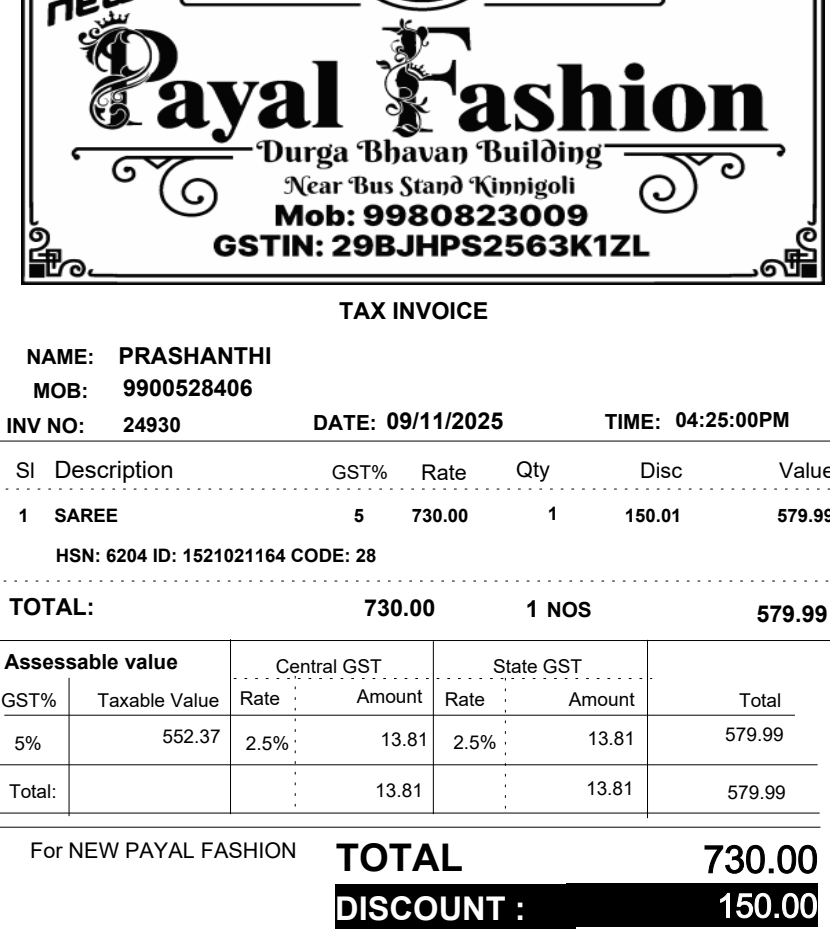 new
Payal Fashion
Durga Bhavan Building
Near Bus Stand Kinnigoli
Mob: 9980823009
GSTIN: 29BJHPS2563K1ZL
TAX INVOICE
NAME: PRASHANTHI
MOB: 9900528406
INV NO: 24930 DATE: 09/11/2025 TIME: 04:25:00PM
Sl Description GST% Rate Qty Disc Value
1 SAREE 5 730.00 1 150.01 579.99
HSN: 6204 ID: 1521021164 CODE: 28
TOTAL: 730.00 1 NOS 579.99
Assessable value Central GST State GST
GST% Taxable Value Rate Amount Rate Amount Total
5% 552.37 2.5% 13.81 2.5% 13.81 579.99
Total: 13.81 13.81 579.99
For NEW PAYAL FASHION TOTAL 730.00
DISCOUNT : 150.00